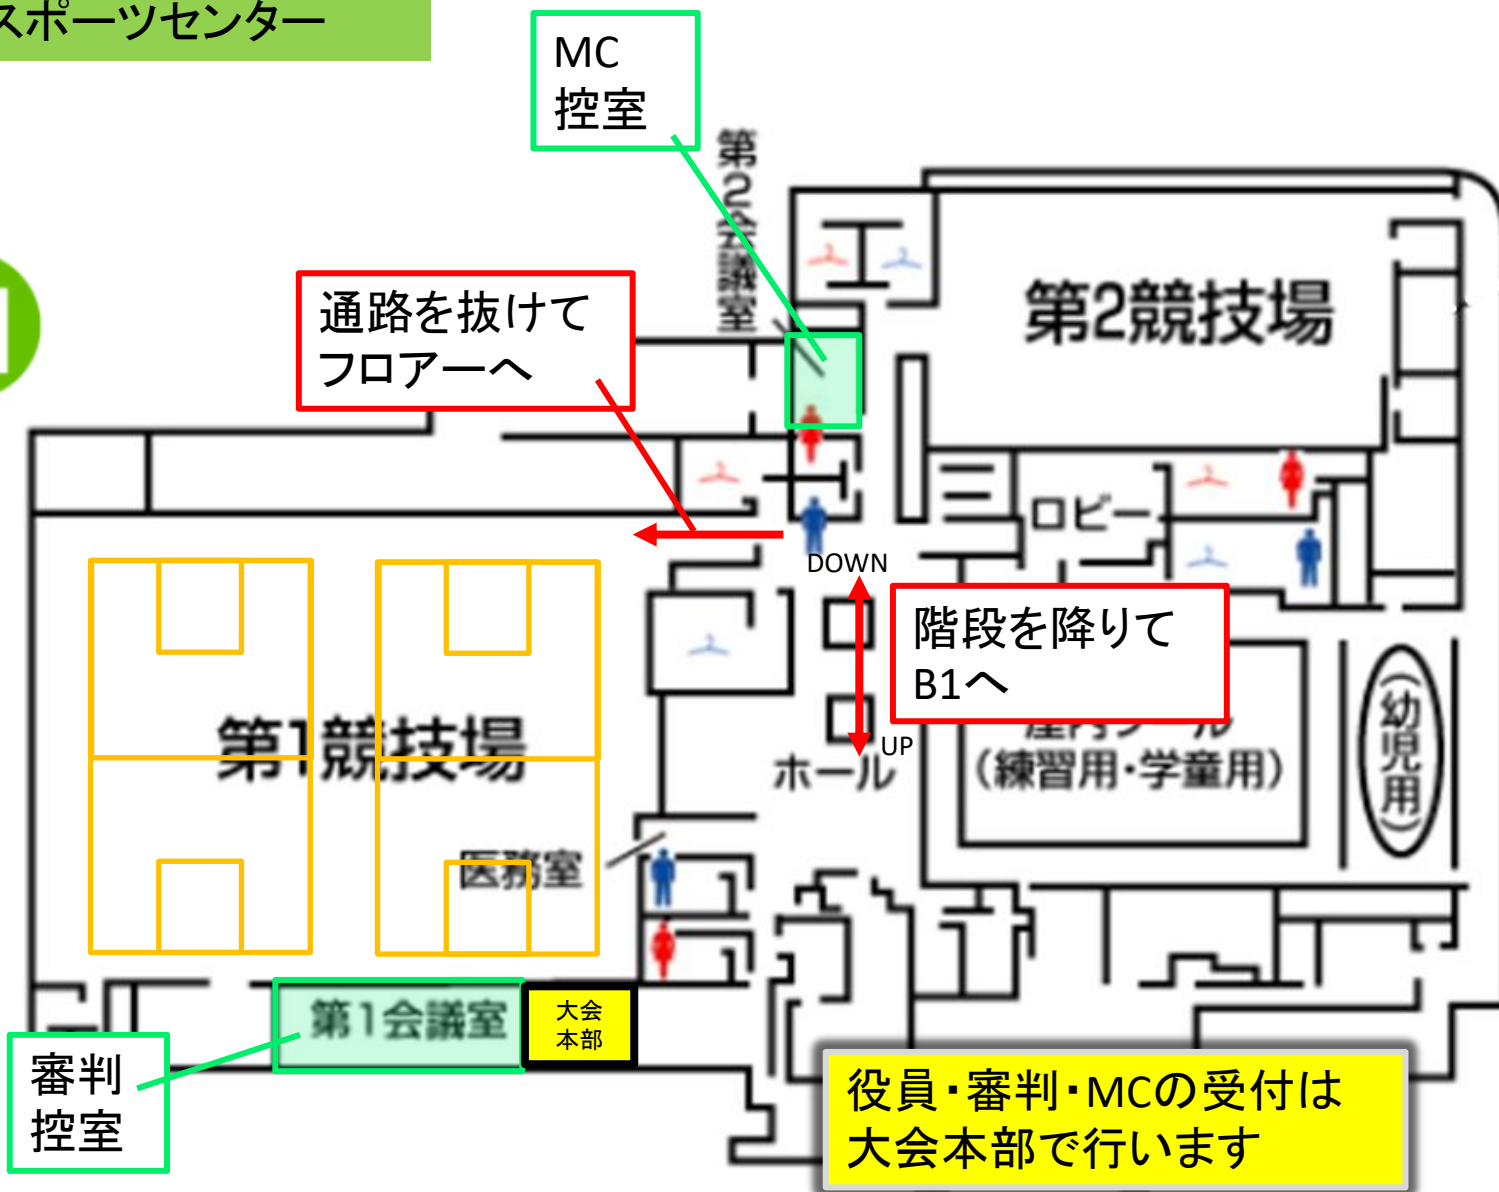 スポーツセンター
MC
控室
第2会議室
通路を抜けて
フロアーへ
第2競技場
ロビー
DOWN
階段を降りて
B1へ
UP
ホール
(練習用・学童用)
(幼児用)
第1競技場
医務室
第1会議室
大会
本部
審判
控室
役員・審判・MCの受付は
大会本部で行います